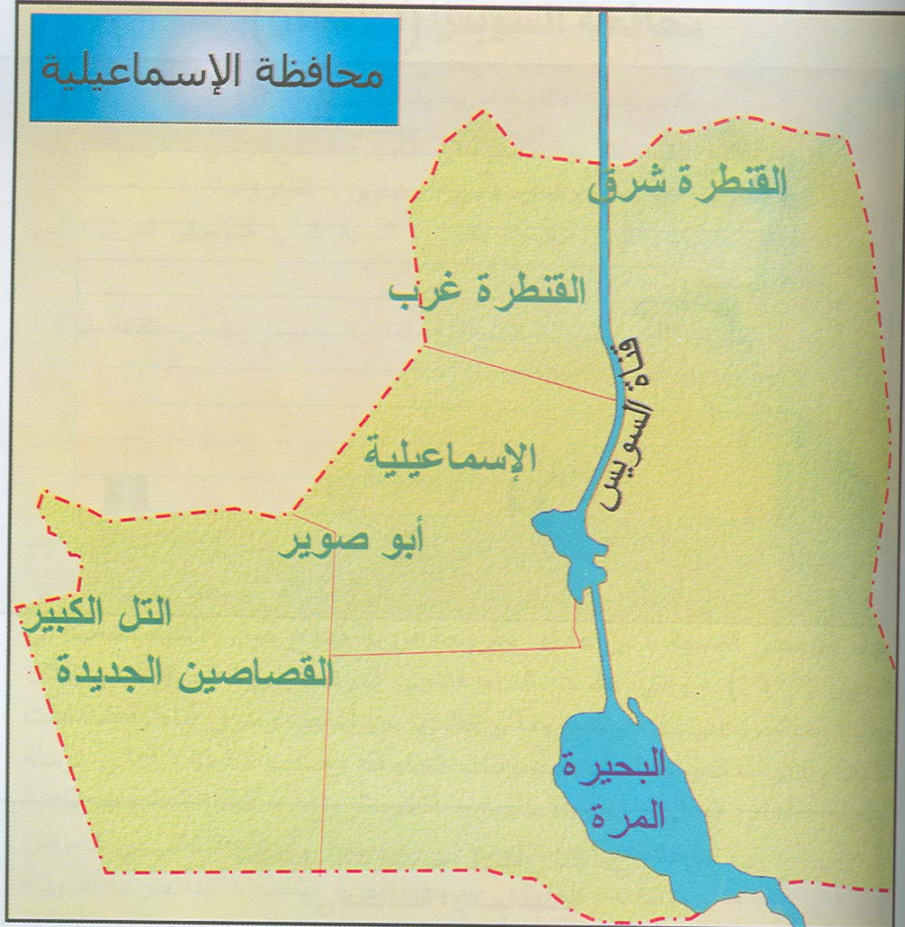 محافظة الإسماعيلية
القنطرة شرق
القنطرة غرب
قناة السويس
الإسماعيلية
أبو صوير
التل الكبير
القصاصين الجديدة
البحيرة
المرة